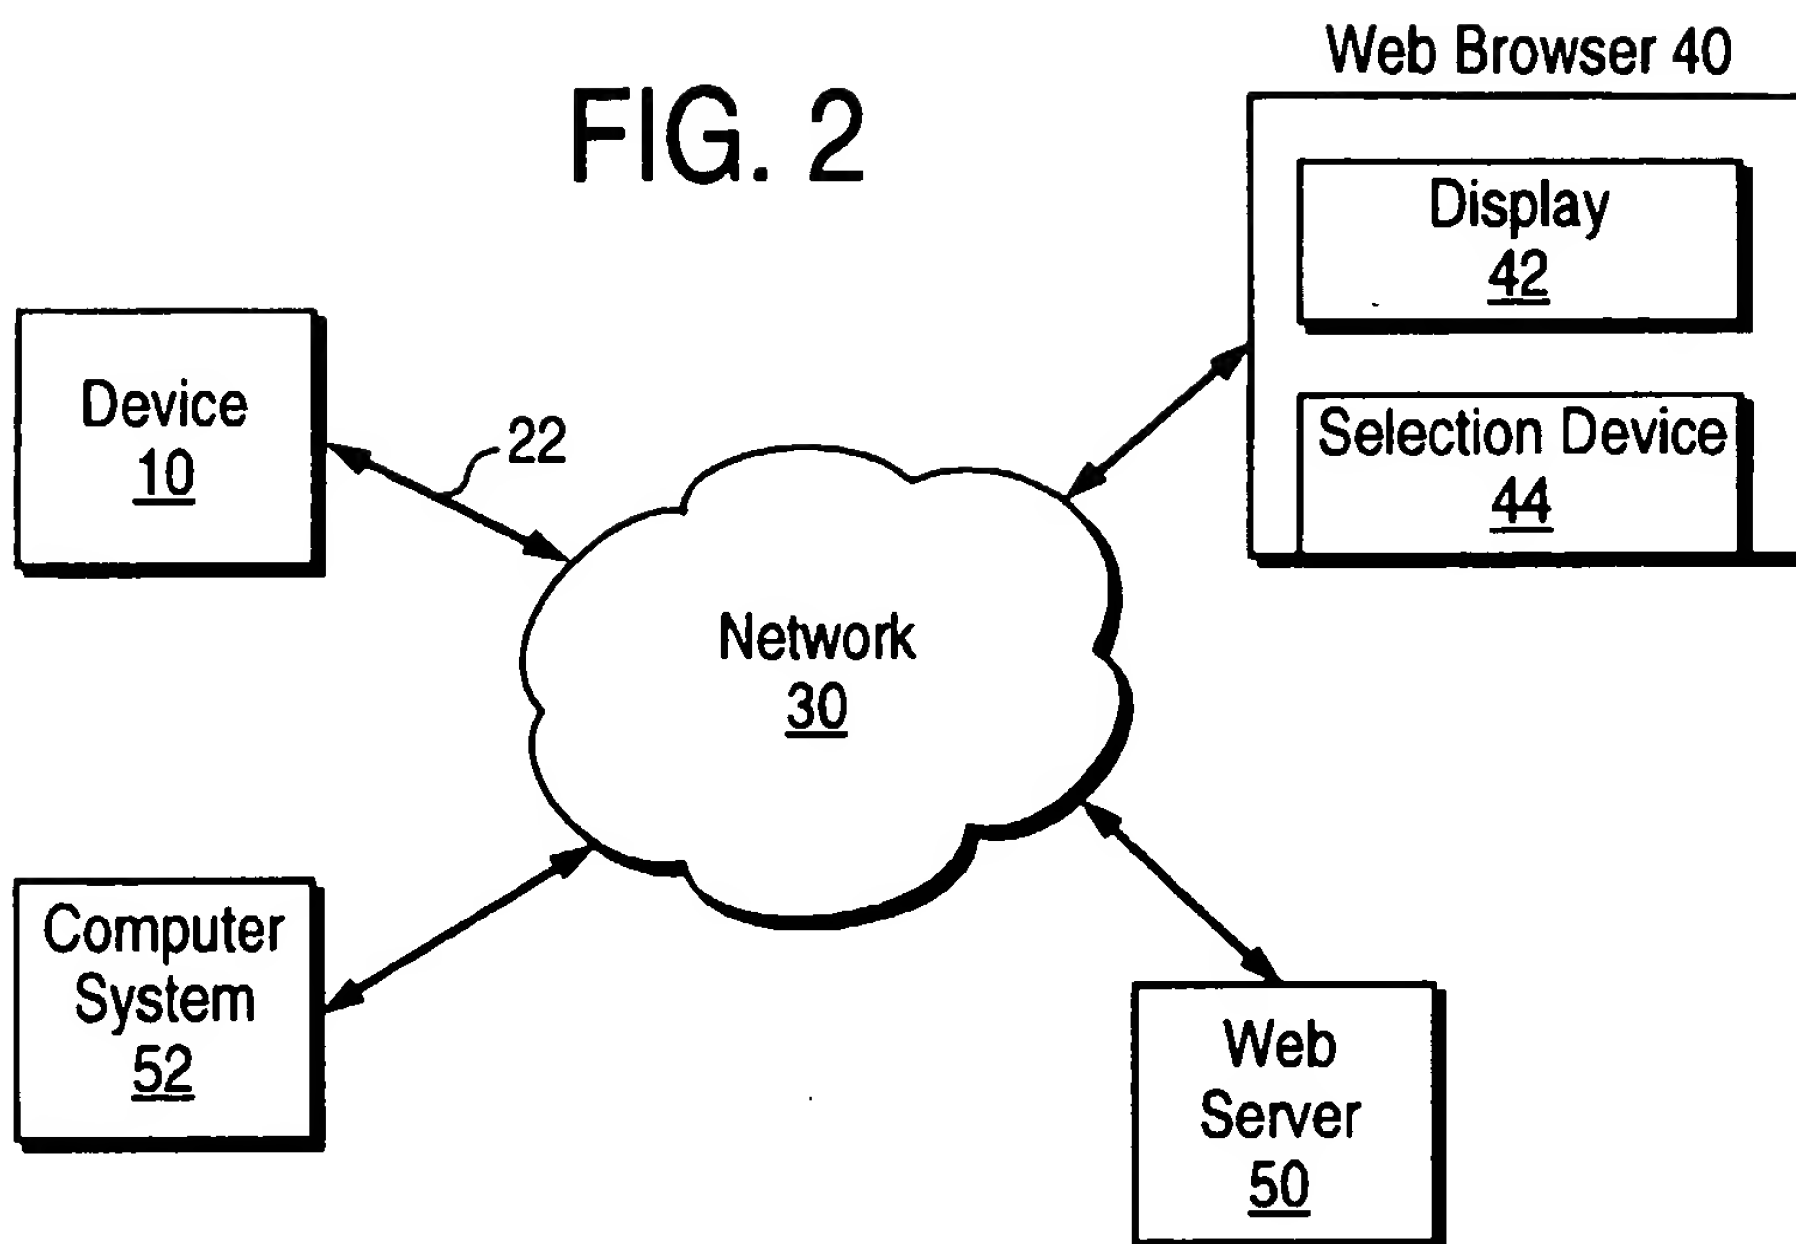 FIG. 2
Web Browser 40
Display
42
Selection Device
44
Device
10
22
Network
30
Computer
System
52
Web
Server
50